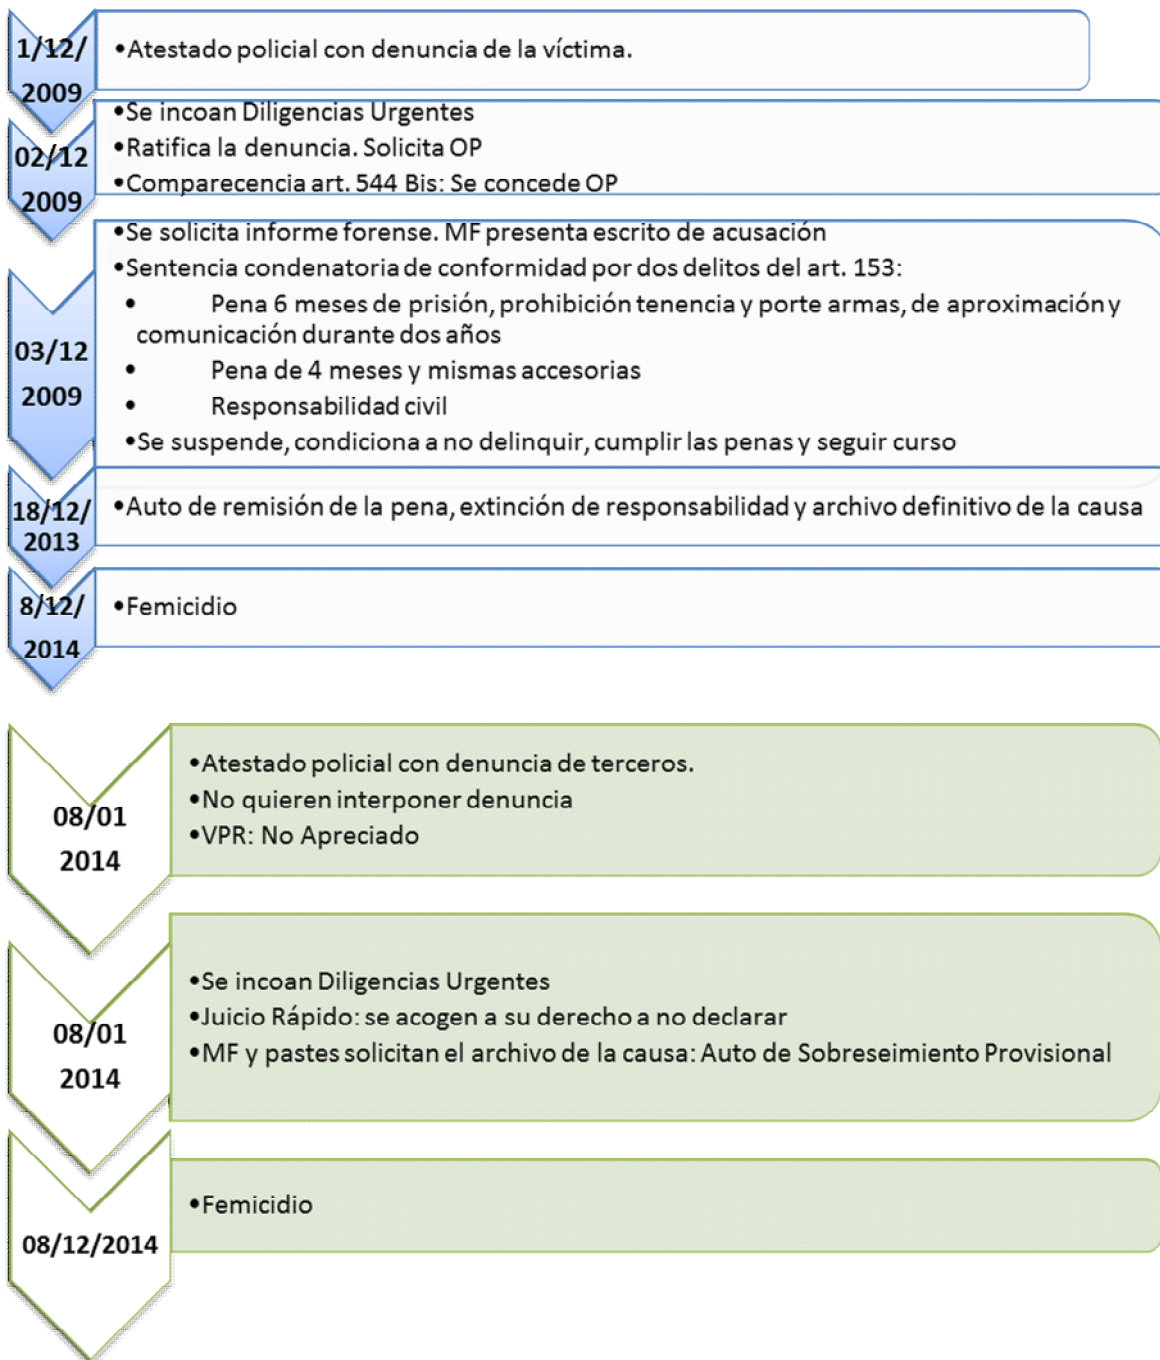 1/12/
2009
•Atestado policial con denuncia de la víctima.
02/12
2009
•Se incoan Diligencias Urgentes
•Ratifica la denuncia. Solicita OP
•Comparecencia art. 544 Bis: Se concede OP
03/12
2009
•Se solicita informe forense. MF presenta escrito de acusación
•Sentencia condenatoria de conformidad por dos delitos del art. 153:
• Pena 6 meses de prisión, prohibición tenencia y porte armas, de aproximación y
comunicación durante dos años
• Pena de 4 meses y mismas accesorias
• Responsabilidad civil
•Se suspende, condiciona a no delinquir, cumplir las penas y seguir curso
18/12/
2013
•Auto de remisión de la pena, extinción de responsabilidad y archivo definitivo de la causa
8/12/
2014
•Femicidio
08/01
2014
•Atestado policial con denuncia de terceros.
•No quieren interponer denuncia
•VPR: No Apreciado
08/01
2014
•Se incoan Diligencias Urgentes
•Juicio Rápido: se acogen a su derecho a no declarar
•MF y pastes solicitan el archivo de la causa: Auto de Sobreseimiento Provisional
08/12/2014
•Femicidio